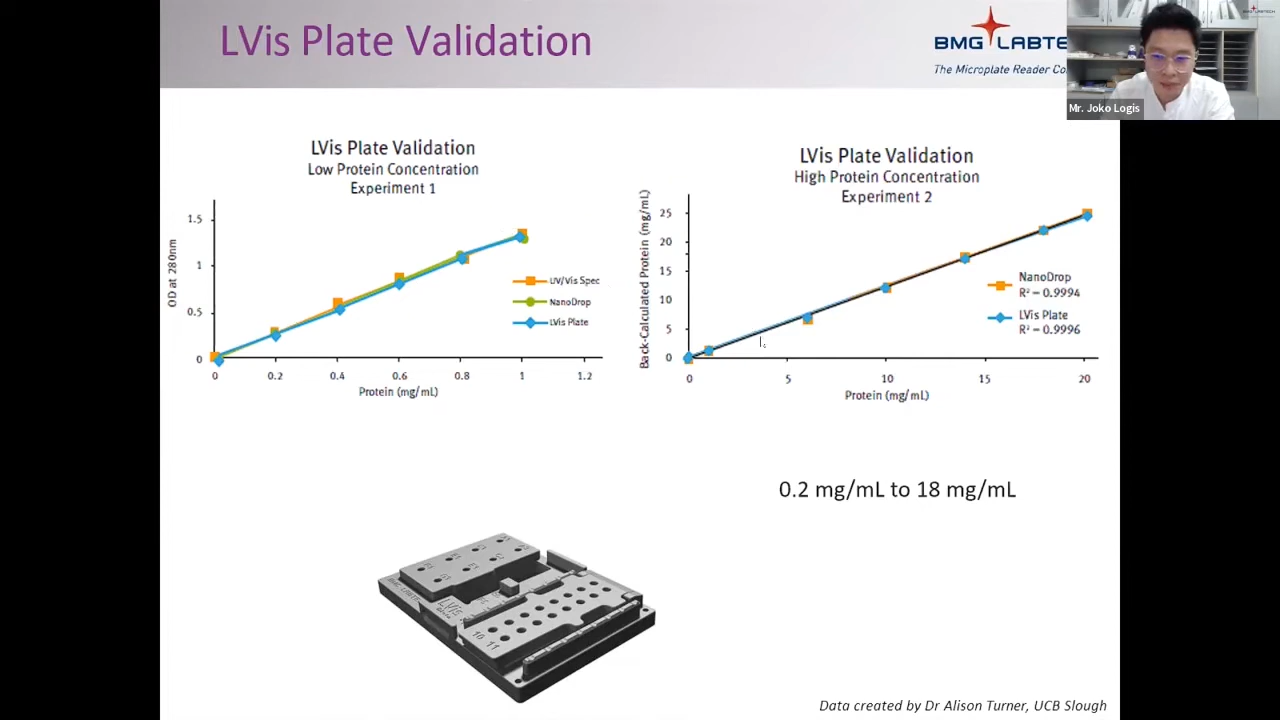 LVis Plate Validation
BMG LABTE
The Microplate Reader Co
Mr. Joko Logis
LVis Plate Validation
Low Protein Concentration
Experiment 1
OD at 280nm
1.5
1
0.5
0
0
0.2
0.4
0.6
0.8
1
1.2
Protein (mg/mL)
UV/Vis Spec
NanoDrop
LVis Plate
LVis Plate Validation
High Protein Concentration
Experiment 2
Back-Calculated Protein (mg/mL)
25
20
15
10
5
0
0
5
10
15
20
Protein (mg/mL)
NanoDrop
R² = 0.9994
LVis Plate
R² = 0.9996
0.2 mg/mL to 18 mg/mL
LVis
10
11
Data created by Dr Alison Turner, UCB Slough